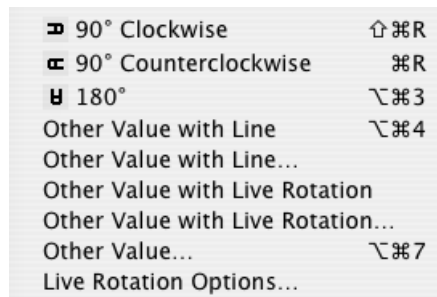 90° Clockwise ⇧⌘R
90° Counterclockwise ⌘R
180° ⌥⌘3
Other Value with Line ⌥⌘4
Other Value with Line...
Other Value with Live Rotation
Other Value with Live Rotation...
Other Value... ⌥⌘7
Live Rotation Options...